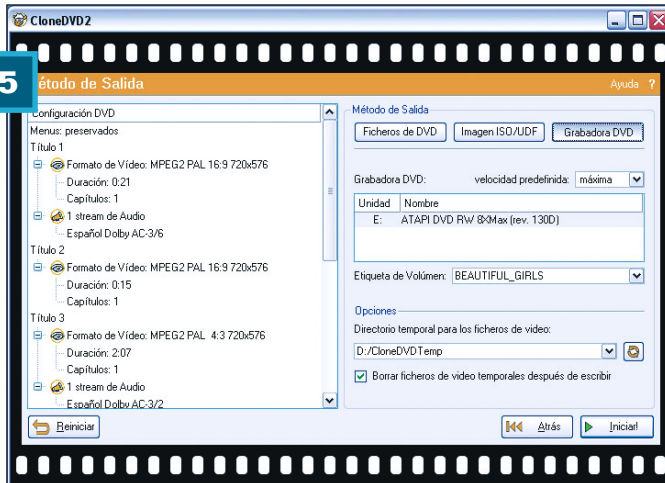 CloneDVD2
5
Método de Salida
Ayuda ?
Configuración DVD
Menus: preservados
Título 1
Formato de Vídeo: MPEG2 PAL 16:9 720x576
Duración: 0:21
Capítulos: 1
1 stream de Audio
Español Dolby AC-3/6
Título 2
Formato de Vídeo: MPEG2 PAL 16:9 720x576
Duración: 0:15
Capítulos: 1
Título 3
Formato de Vídeo: MPEG2 PAL 4:3 720x576
Duración: 2:07
Capítulos: 1
1 stream de Audio
Español Dolby AC-3/2
Método de Salida
Ficheros de DVD
Imagen ISO/UDF
Grabadora DVD
Grabadora DVD: velocidad predefinida: máxima
Unidad Nombre
E: ATAPI DVD RW 8XMax (rev. 130D)
Etiqueta de Volúmen: BEAUTIFUL_GIRLS
Opciones
Directorio temporal para los ficheros de video:
D:/CloneDVDTemp
Borrar ficheros de video temporales después de escribir
Reiniciar
Atrás
Iniciar!